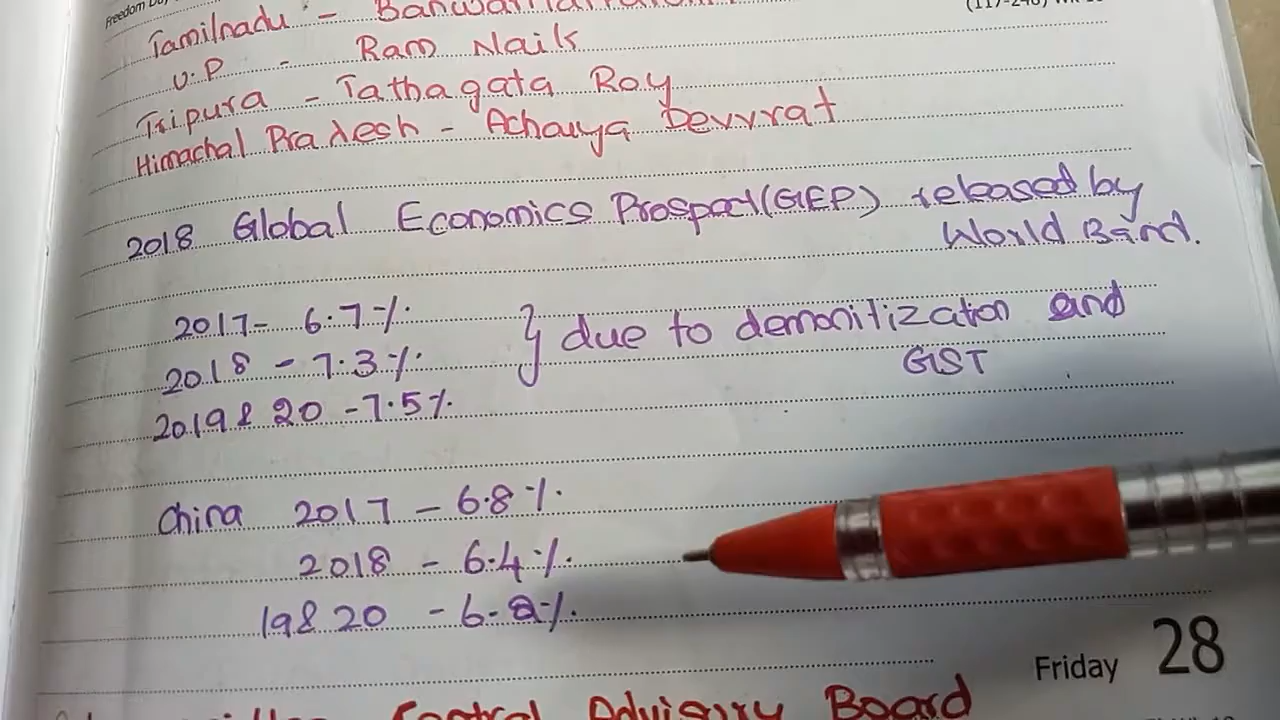 Freedom
Tamilnadu -
U.P - Ram Naik
Tripura - Tathagata Roy
Himachal Pradesh - Acharya Devvrat
2018 Global Economics Prospect (GEP) released by
World Band.
2017- 6.7%.
2018 - 7.3%.
2019 & 20 - 7.5%.
} due to demonitization and
GST
China 2017 - 6.8%.
2018 - 6.4%.
19 & 20 - 6.2%.
Friday 28
Central Advisory Board